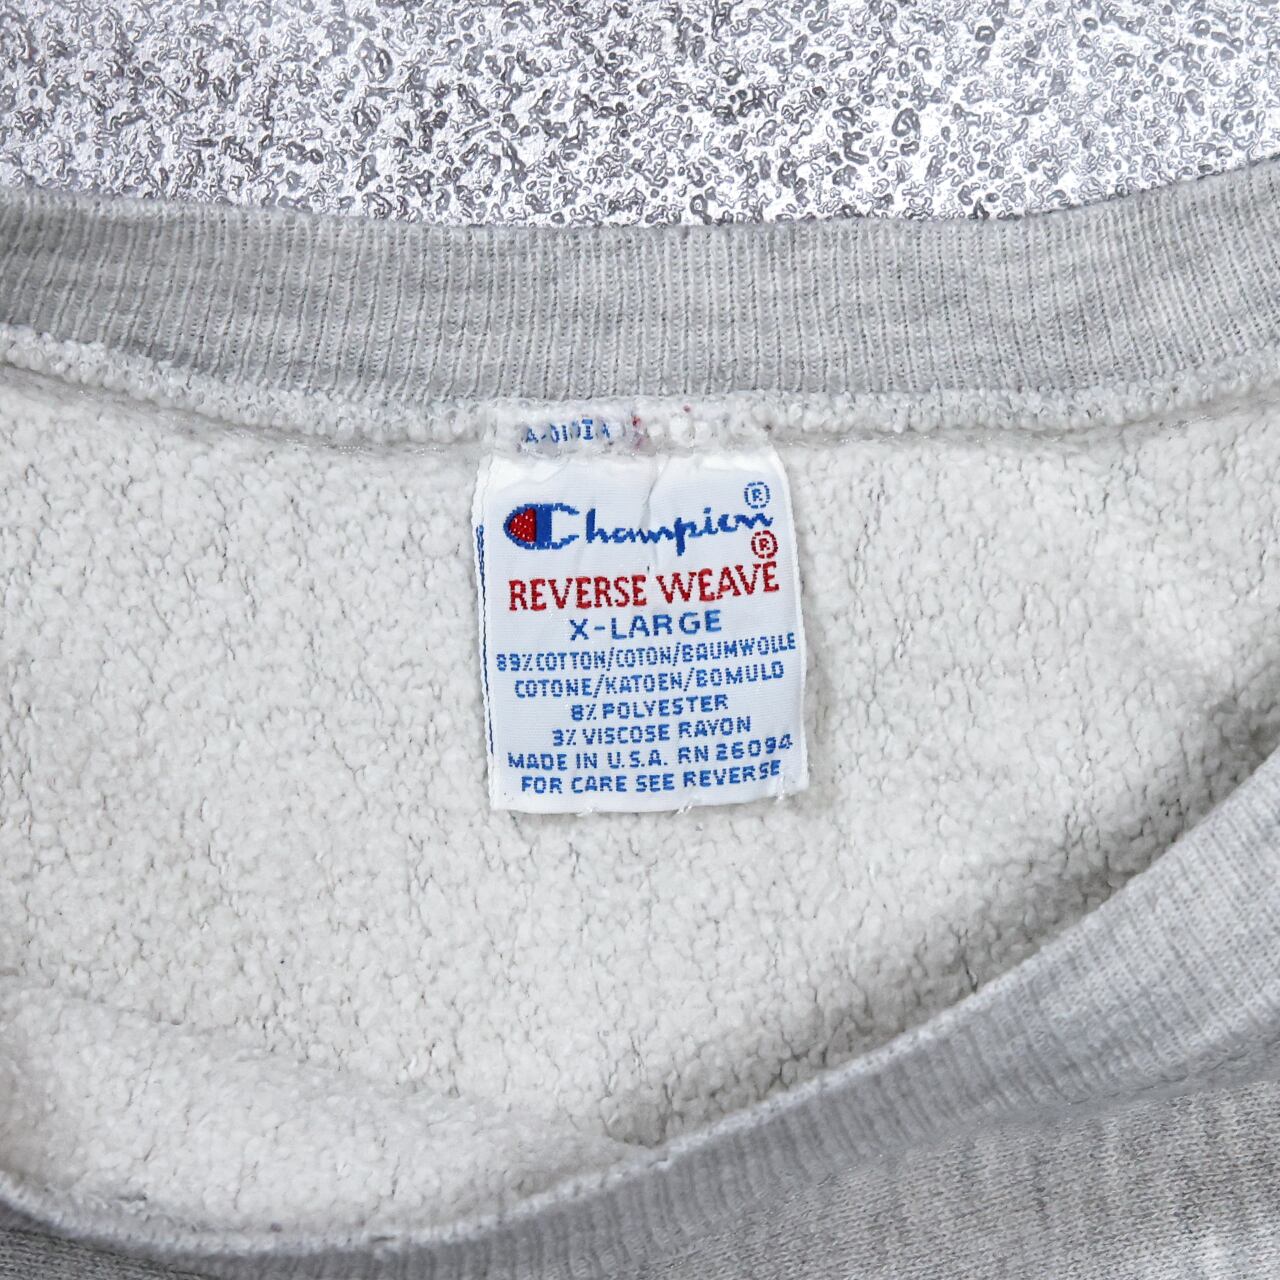 Champion ®
REVERSE WEAVE ®
X-LARGE
89% COTTON/COTON/BAUMWOLLE
COTONE/KATOEN/BOMULD
8% POLYESTER
3% VISCOSE RAYON
MADE IN U.S.A. RN 26094
FOR CARE SEE REVERSE